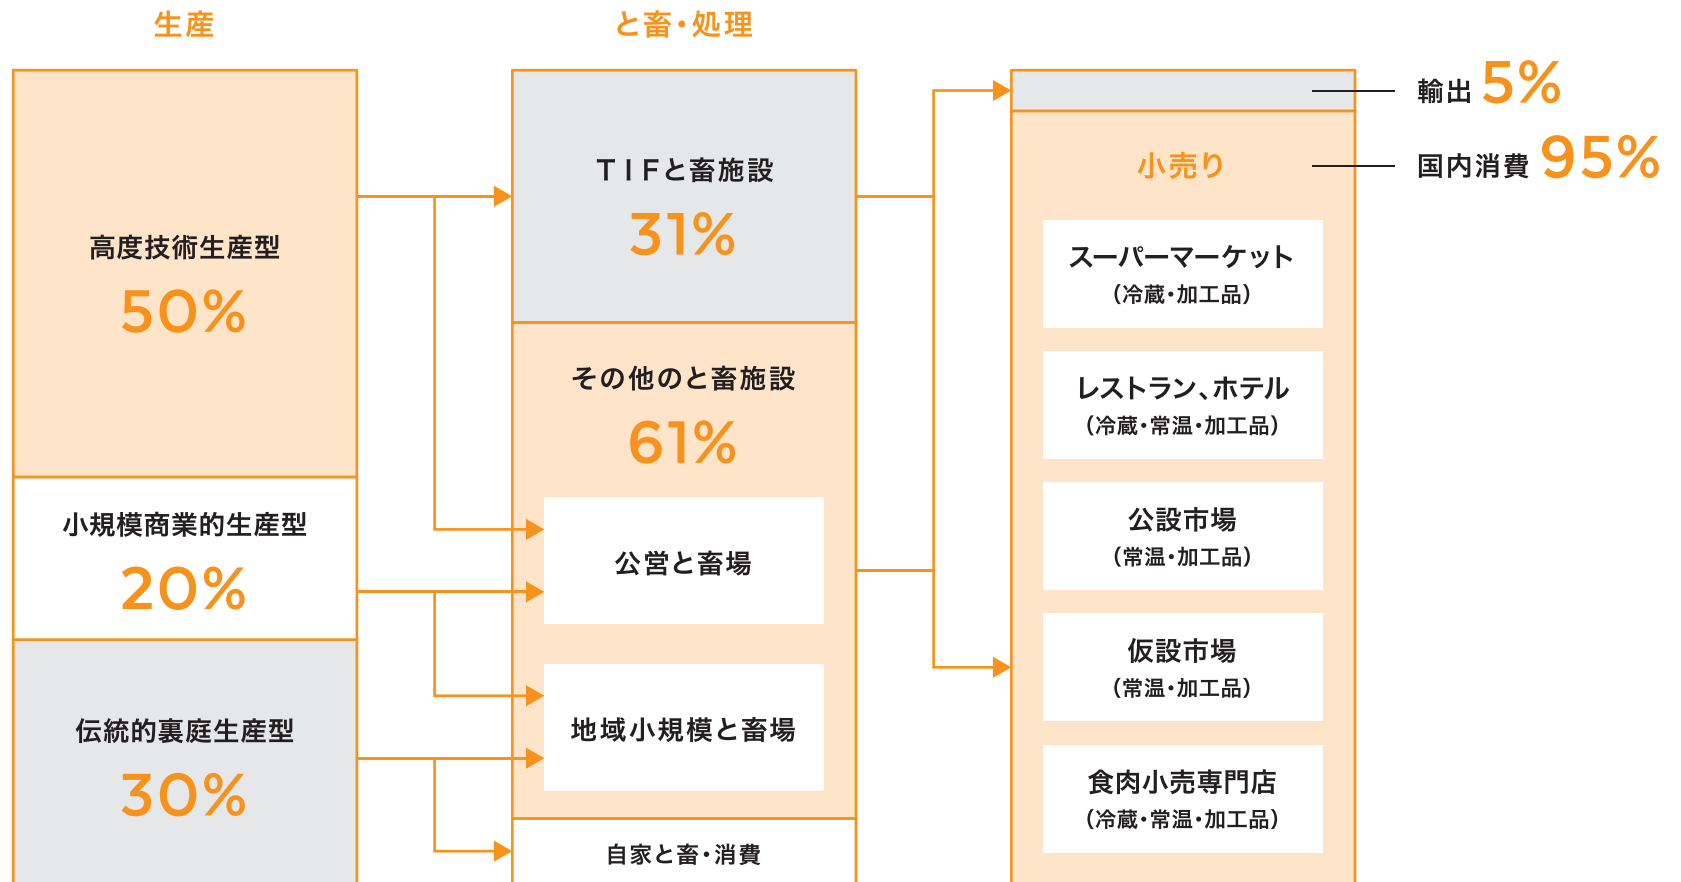 生産
高度技術生産型
50%
小規模商業的生産型
20%
伝統的裏庭生産型
30%
と畜・処理
TIFと畜施設
31%
その他のと畜施設
61%
公営と畜場
地域小規模と畜場
自家と畜・消費
輸出 5%
国内消費 95%
小売り
スーパーマーケット
（冷蔵・加工品）
レストラン、ホテル
（冷蔵・常温・加工品）
公設市場
（常温・加工品）
仮設市場
（常温・加工品）
食肉小売専門店
（冷蔵・常温・加工品）